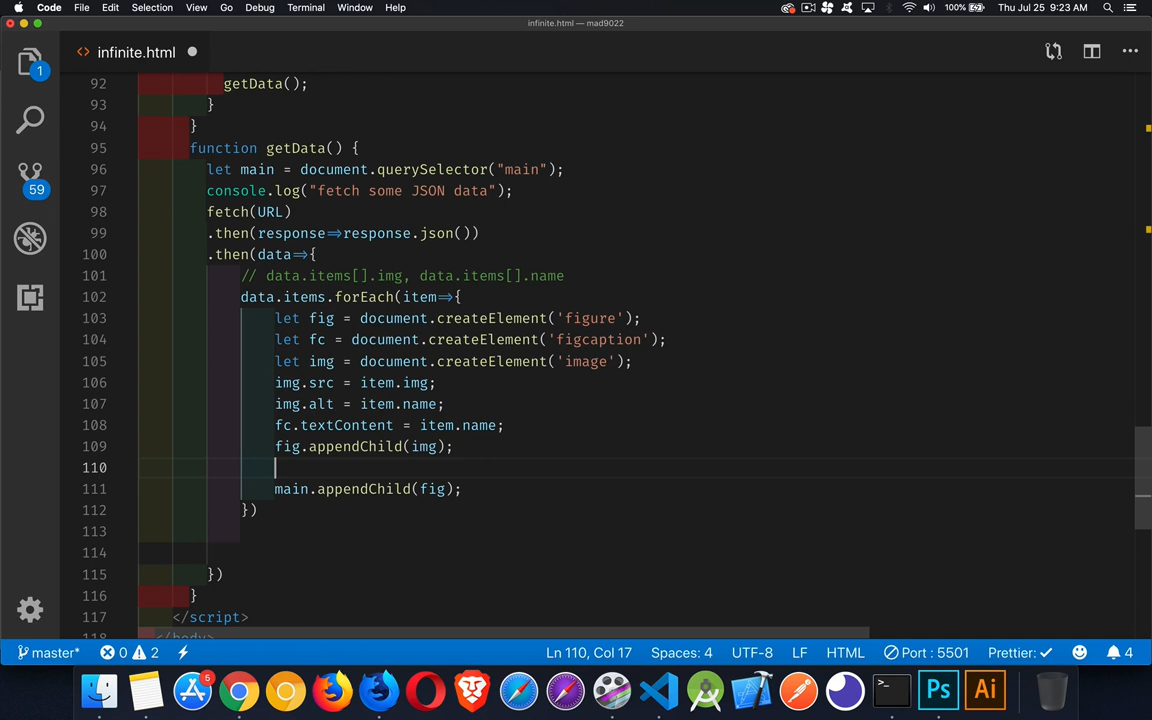 Code File Edit Selection View Go Debug Terminal Window Help 100% Thu Jul 25 9:23 AM
infinite.html — mad9022
<> infinite.html
1
59
92 getData();
93 }
94 }
95 function getData() {
96 let main = document.querySelector("main");
97 console.log("fetch some JSON data");
98 fetch(URL)
99 .then(response=>response.json())
100 .then(data=>{
101 // data.items[].img, data.items[].name
102 data.items.forEach(item=>{
103 let fig = document.createElement('figure');
104 let fc = document.createElement('figcaption');
105 let img = document.createElement('image');
106 img.src = item.img;
107 img.alt = item.name;
108 fc.textContent = item.name;
109 fig.appendChild(img);
110
111 main.appendChild(fig);
112 })
113
114
115 })
116 }
117 </script>
118 </body>
master* 0 2 Ln 110, Col 17 Spaces: 4 UTF-8 LF HTML Port : 5501 Prettier: ✓ 4
5
>_
Ps
Ai